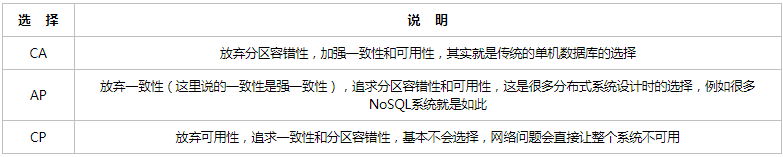 选 择 说 明
CA 放弃分区容错性，加强一致性和可用性，其实就是传统的单机数据库的选择
AP 放弃一致性（这里说的一致性是强一致性），追求分区容错性和可用性，这是很多分布式系统设计时的选择，例如很多
NoSQL系统就是如此
CP 放弃可用性，追求一致性和分区容错性，基本不会选择，网络问题会直接让整个系统不可用